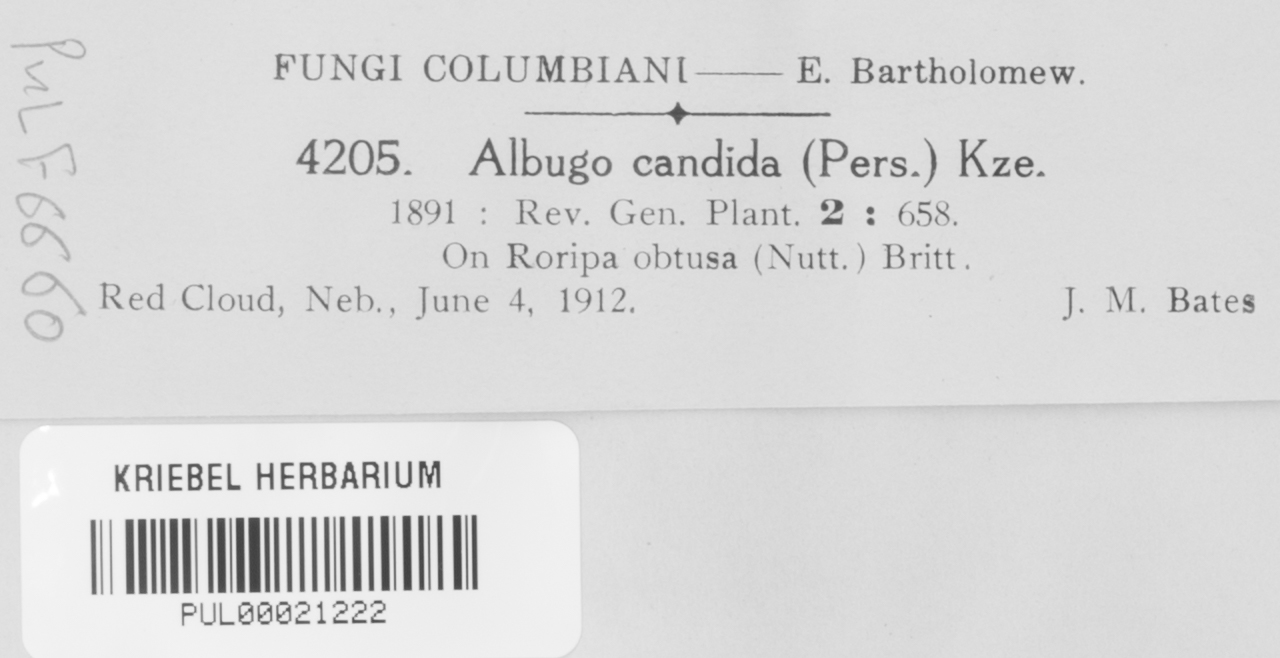 FUNGI COLUMBIANI—— E. Bartholomew.
4205. Albugo candida (Pers.) Kze.
1891 : Rev. Gen. Plant. 2 : 658.
On Roripa obtusa (Nutt.) Britt.
Red Cloud, Neb., June 4, 1912. J. M. Bates
PUL F6660
KRIEBEL HERBARIUM
PUL00021222